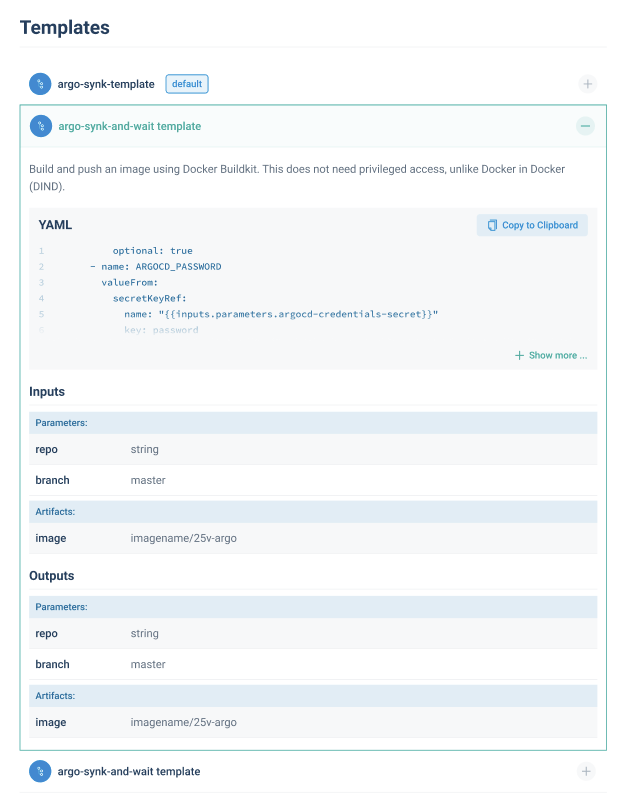 Templates
argo-synk-template default
argo-synk-and-wait template
Build and push an image using Docker Buildkit. This does not need privileged access, unlike Docker in Docker
(DIND).
YAML
Copy to Clipboard
1 optional: true
2 - name: ARGOCD_PASSWORD
3 valueFrom:
4 secretKeyRef:
5 name: "{{inputs.parameters.argocd-credentials-secret}}"
6 key: password
Show more ...
Inputs
Parameters:
repo string
branch master
Artifacts:
image imagename/25v-argo
Outputs
Parameters:
repo string
branch master
Artifacts:
image imagename/25v-argo
argo-synk-and-wait template